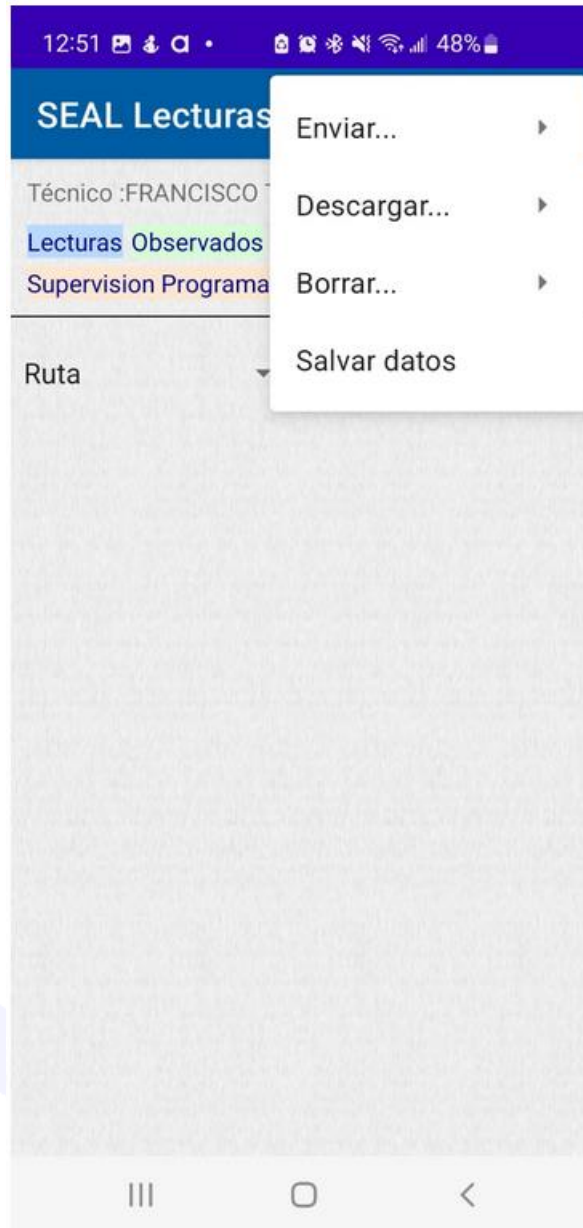 12:51 48%
SEAL Lecturas
Técnico :FRANCISCO
Lecturas Observados
Supervision Programa
Ruta
Enviar...
Descargar...
Borrar...
Salvar datos